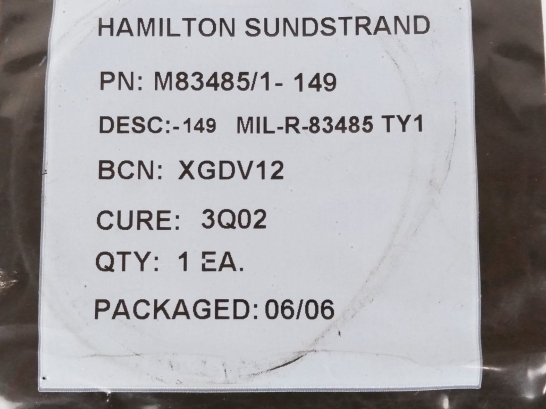 HAMILTON SUNDSTRAND
PN: M83485/1- 149
DESC:-149 MIL-R-83485 TY1
BCN: XGDV12
CURE: 3Q02
QTY: 1 EA.
PACKAGED: 06/06